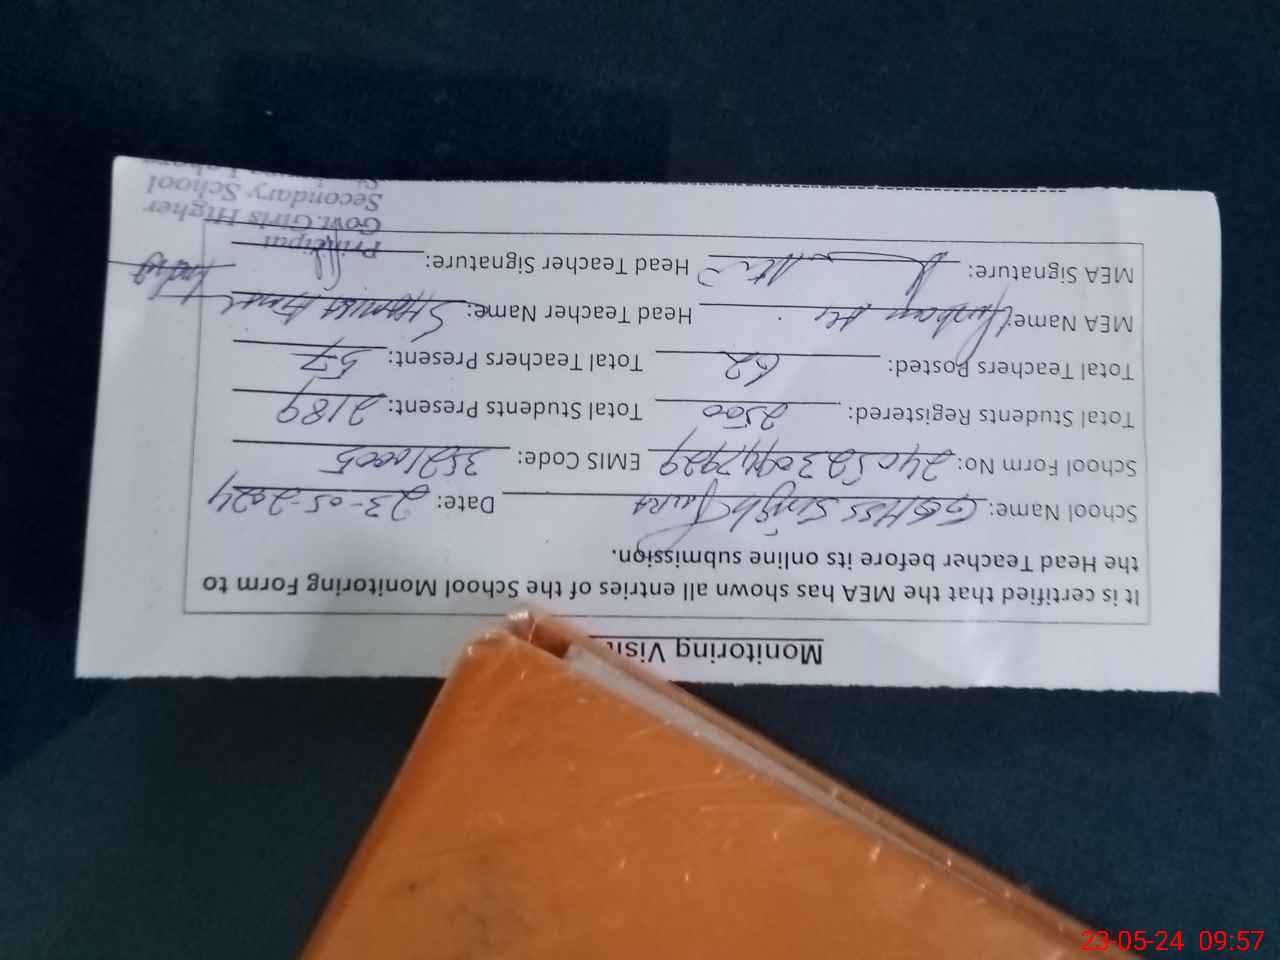 Monitoring Visit
It is certified that the MEA has shown all entries of the School Monitoring Form to
the Head Teacher before its online submission.
School Name: GGHSS Singh Pura Date: 23-05-2024
School Form No: EMIS Code: 35210005
Total Students Registered: 2500 Total Students Present: 2189
Total Teachers Posted: 62 Total Teachers Present: 57
MEA Name: Head Teacher Name:
MEA Signature: Head Teacher Signature:
Principal
Govt. Girls Higher
Secondary School
23-05-24 09:57